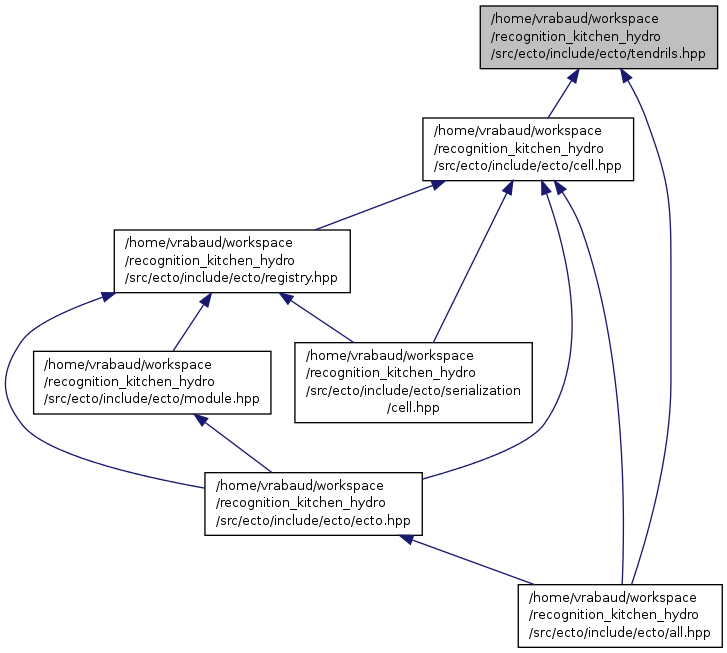 /home/vrabaud/workspace
/recognition_kitchen_hydro
/src/ecto/include/ecto/tendrils.hpp
/home/vrabaud/workspace
/recognition_kitchen_hydro
/src/ecto/include/ecto/cell.hpp
/home/vrabaud/workspace
/recognition_kitchen_hydro
/src/ecto/include/ecto/registry.hpp
/home/vrabaud/workspace
/recognition_kitchen_hydro
/src/ecto/include/ecto/module.hpp
/home/vrabaud/workspace
/recognition_kitchen_hydro
/src/ecto/include/ecto/serialization
/cell.hpp
/home/vrabaud/workspace
/recognition_kitchen_hydro
/src/ecto/include/ecto/ecto.hpp
/home/vrabaud/workspace
/recognition_kitchen_hydro
/src/ecto/include/ecto/all.hpp